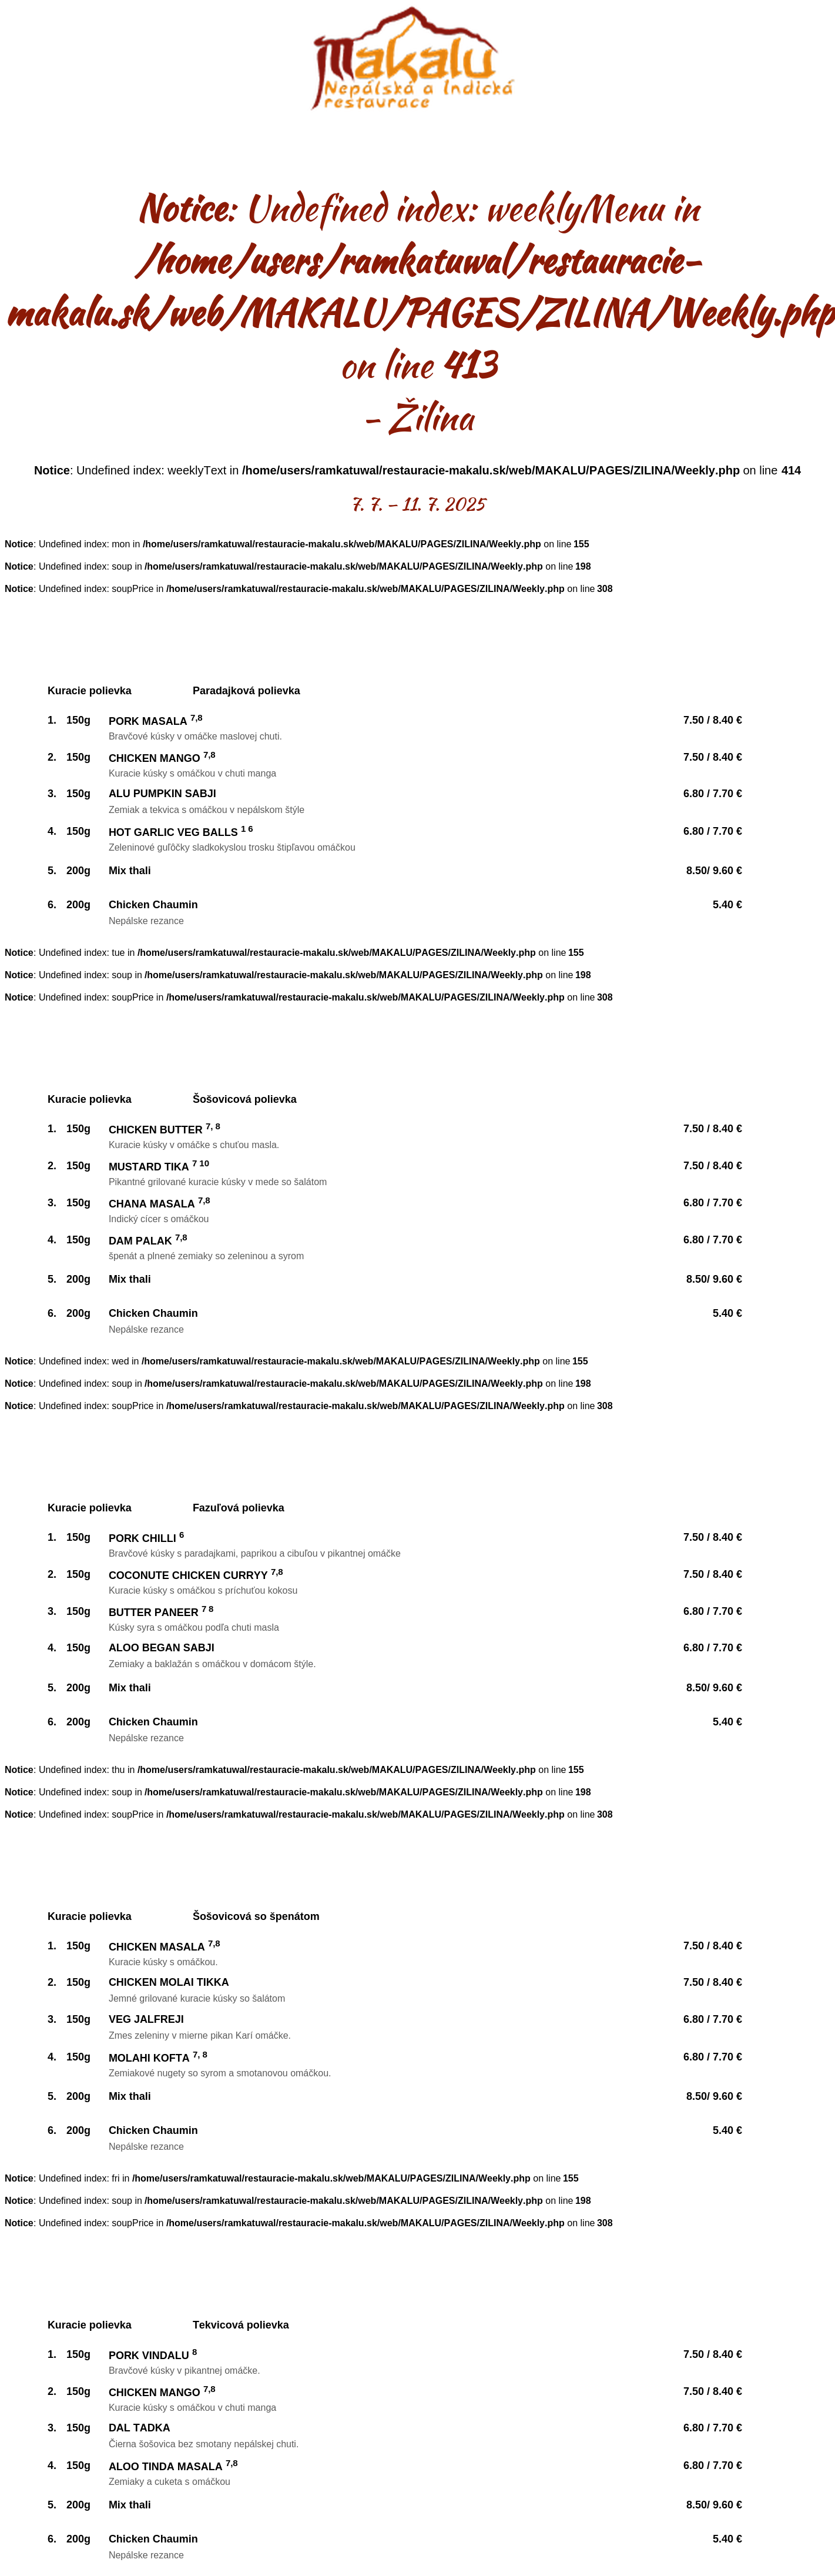 Makalu
Nepálska a Indická
restaurace
Notice: Undefined index: weeklyMenu in
/home/users/ramkatuwal/restauracie-
makalu.sk/web/MAKALU/PAGES/ZILINA/Weekly.php
on line 413
- Žilina
Notice: Undefined index: weeklyText in /home/users/ramkatuwal/restauracie-makalu.sk/web/MAKALU/PAGES/ZILINA/Weekly.php on line 414
7. 7. – 11. 7. 2025
Notice: Undefined index: mon in /home/users/ramkatuwal/restauracie-makalu.sk/web/MAKALU/PAGES/ZILINA/Weekly.php on line 155
Notice: Undefined index: soup in /home/users/ramkatuwal/restauracie-makalu.sk/web/MAKALU/PAGES/ZILINA/Weekly.php on line 198
Notice: Undefined index: soupPrice in /home/users/ramkatuwal/restauracie-makalu.sk/web/MAKALU/PAGES/ZILINA/Weekly.php on line 308
Kuracie polievka Paradajková polievka
1. 150g PORK MASALA 7,8 7.50 / 8.40 €
Bravčové kúsky v omáčke maslovej chuti.
2. 150g CHICKEN MANGO 7,8 7.50 / 8.40 €
Kuracie kúsky s omáčkou v chuti manga
3. 150g ALU PUMPKIN SABJI 6.80 / 7.70 €
Zemiak a tekvica s omáčkou v nepálskom štýle
4. 150g HOT GARLIC VEG BALLS 1 6 6.80 / 7.70 €
Zeleninové guľôčky sladkokyslou trosku štipľavou omáčkou
5. 200g Mix thali 8.50/ 9.60 €
6. 200g Chicken Chaumin 5.40 €
Nepálske rezance
Notice: Undefined index: tue in /home/users/ramkatuwal/restauracie-makalu.sk/web/MAKALU/PAGES/ZILINA/Weekly.php on line 155
Notice: Undefined index: soup in /home/users/ramkatuwal/restauracie-makalu.sk/web/MAKALU/PAGES/ZILINA/Weekly.php on line 198
Notice: Undefined index: soupPrice in /home/users/ramkatuwal/restauracie-makalu.sk/web/MAKALU/PAGES/ZILINA/Weekly.php on line 308
Kuracie polievka Šošovicová polievka
1. 150g CHICKEN BUTTER 7, 8 7.50 / 8.40 €
Kuracie kúsky v omáčke s chuťou masla.
2. 150g MUSTARD TIKA 7 10 7.50 / 8.40 €
Pikantné grilované kuracie kúsky v mede so šalátom
3. 150g CHANA MASALA 7,8 6.80 / 7.70 €
Indický cícer s omáčkou
4. 150g DAM PALAK 7,8 6.80 / 7.70 €
špenát a plnené zemiaky so zeleninou a syrom
5. 200g Mix thali 8.50/ 9.60 €
6. 200g Chicken Chaumin 5.40 €
Nepálske rezance
Notice: Undefined index: wed in /home/users/ramkatuwal/restauracie-makalu.sk/web/MAKALU/PAGES/ZILINA/Weekly.php on line 155
Notice: Undefined index: soup in /home/users/ramkatuwal/restauracie-makalu.sk/web/MAKALU/PAGES/ZILINA/Weekly.php on line 198
Notice: Undefined index: soupPrice in /home/users/ramkatuwal/restauracie-makalu.sk/web/MAKALU/PAGES/ZILINA/Weekly.php on line 308
Kuracie polievka Fazuľová polievka
1. 150g PORK CHILLI 6 7.50 / 8.40 €
Bravčové kúsky s paradajkami, paprikou a cibuľou v pikantnej omáčke
2. 150g COCONUTE CHICKEN CURRYY 7,8 7.50 / 8.40 €
Kuracie kúsky s omáčkou s príchuťou kokosu
3. 150g BUTTER PANEER 7 8 6.80 / 7.70 €
Kúsky syra s omáčkou podľa chuti masla
4. 150g ALOO BEGAN SABJI 6.80 / 7.70 €
Zemiaky a baklažán s omáčkou v domácom štýle.
5. 200g Mix thali 8.50/ 9.60 €
6. 200g Chicken Chaumin 5.40 €
Nepálske rezance
Notice: Undefined index: thu in /home/users/ramkatuwal/restauracie-makalu.sk/web/MAKALU/PAGES/ZILINA/Weekly.php on line 155
Notice: Undefined index: soup in /home/users/ramkatuwal/restauracie-makalu.sk/web/MAKALU/PAGES/ZILINA/Weekly.php on line 198
Notice: Undefined index: soupPrice in /home/users/ramkatuwal/restauracie-makalu.sk/web/MAKALU/PAGES/ZILINA/Weekly.php on line 308
Kuracie polievka Šošovicová so špenátom
1. 150g CHICKEN MASALA 7,8 7.50 / 8.40 €
Kuracie kúsky s omáčkou.
2. 150g CHICKEN MOLAI TIKKA 7.50 / 8.40 €
Jemné grilované kuracie kúsky so šalátom
3. 150g VEG JALFREJI 6.80 / 7.70 €
Zmes zeleniny v mierne pikan Karí omáčke.
4. 150g MOLAHI KOFTA 7, 8 6.80 / 7.70 €
Zemiakové nugety so syrom a smotanovou omáčkou.
5. 200g Mix thali 8.50/ 9.60 €
6. 200g Chicken Chaumin 5.40 €
Nepálske rezance
Notice: Undefined index: fri in /home/users/ramkatuwal/restauracie-makalu.sk/web/MAKALU/PAGES/ZILINA/Weekly.php on line 155
Notice: Undefined index: soup in /home/users/ramkatuwal/restauracie-makalu.sk/web/MAKALU/PAGES/ZILINA/Weekly.php on line 198
Notice: Undefined index: soupPrice in /home/users/ramkatuwal/restauracie-makalu.sk/web/MAKALU/PAGES/ZILINA/Weekly.php on line 308
Kuracie polievka Tekvicová polievka
1. 150g PORK VINDALU 8 7.50 / 8.40 €
Bravčové kúsky v pikantnej omáčke.
2. 150g CHICKEN MANGO 7,8 7.50 / 8.40 €
Kuracie kúsky s omáčkou v chuti manga
3. 150g DAL TADKA 6.80 / 7.70 €
Čierna šošovica bez smotany nepálskej chuti.
4. 150g ALOO TINDA MASALA 7,8 6.80 / 7.70 €
Zemiaky a cuketa s omáčkou
5. 200g Mix thali 8.50/ 9.60 €
6. 200g Chicken Chaumin 5.40 €
Nepálske rezance